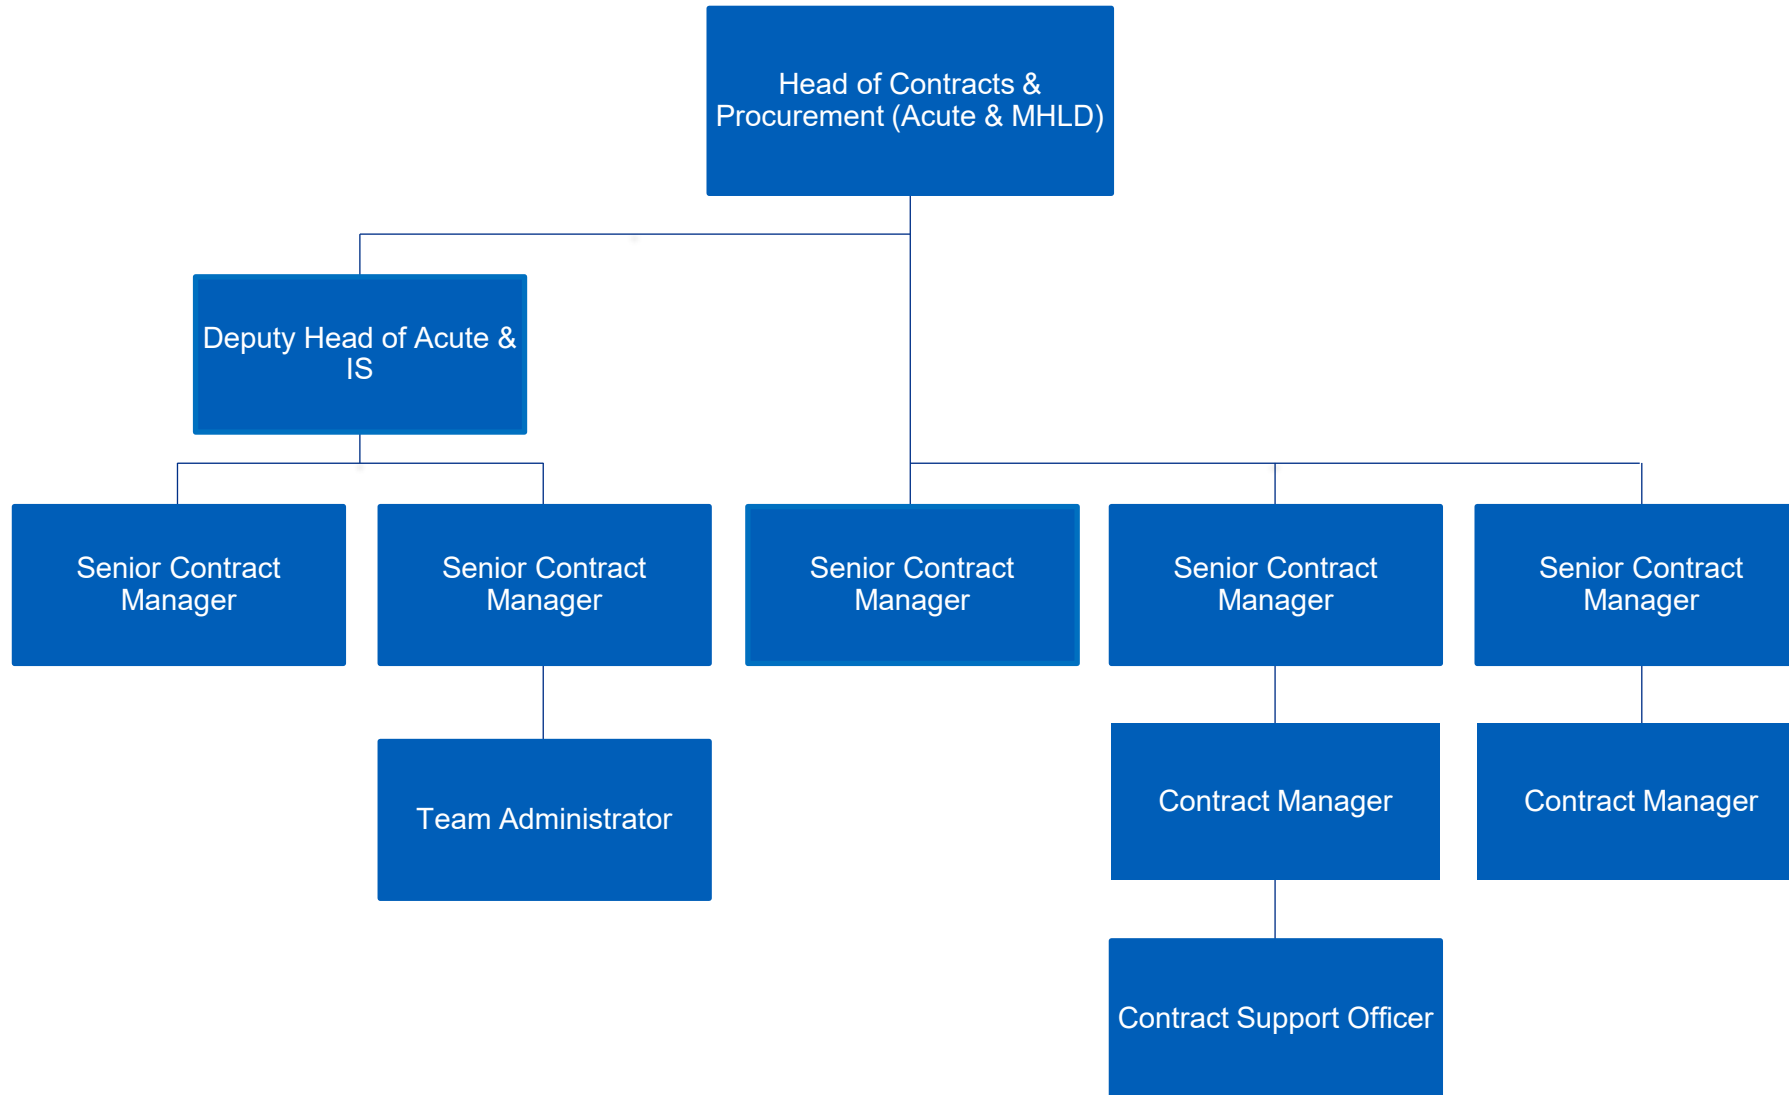 Head of Contracts &
Procurement (Acute & MHLD)
Deputy Head of Acute &
IS
Senior Contract
Manager
Senior Contract
Manager
Senior Contract
Manager
Senior Contract
Manager
Senior Contract
Manager
Team Administrator
Contract Manager
Contract Manager
Contract Support Officer